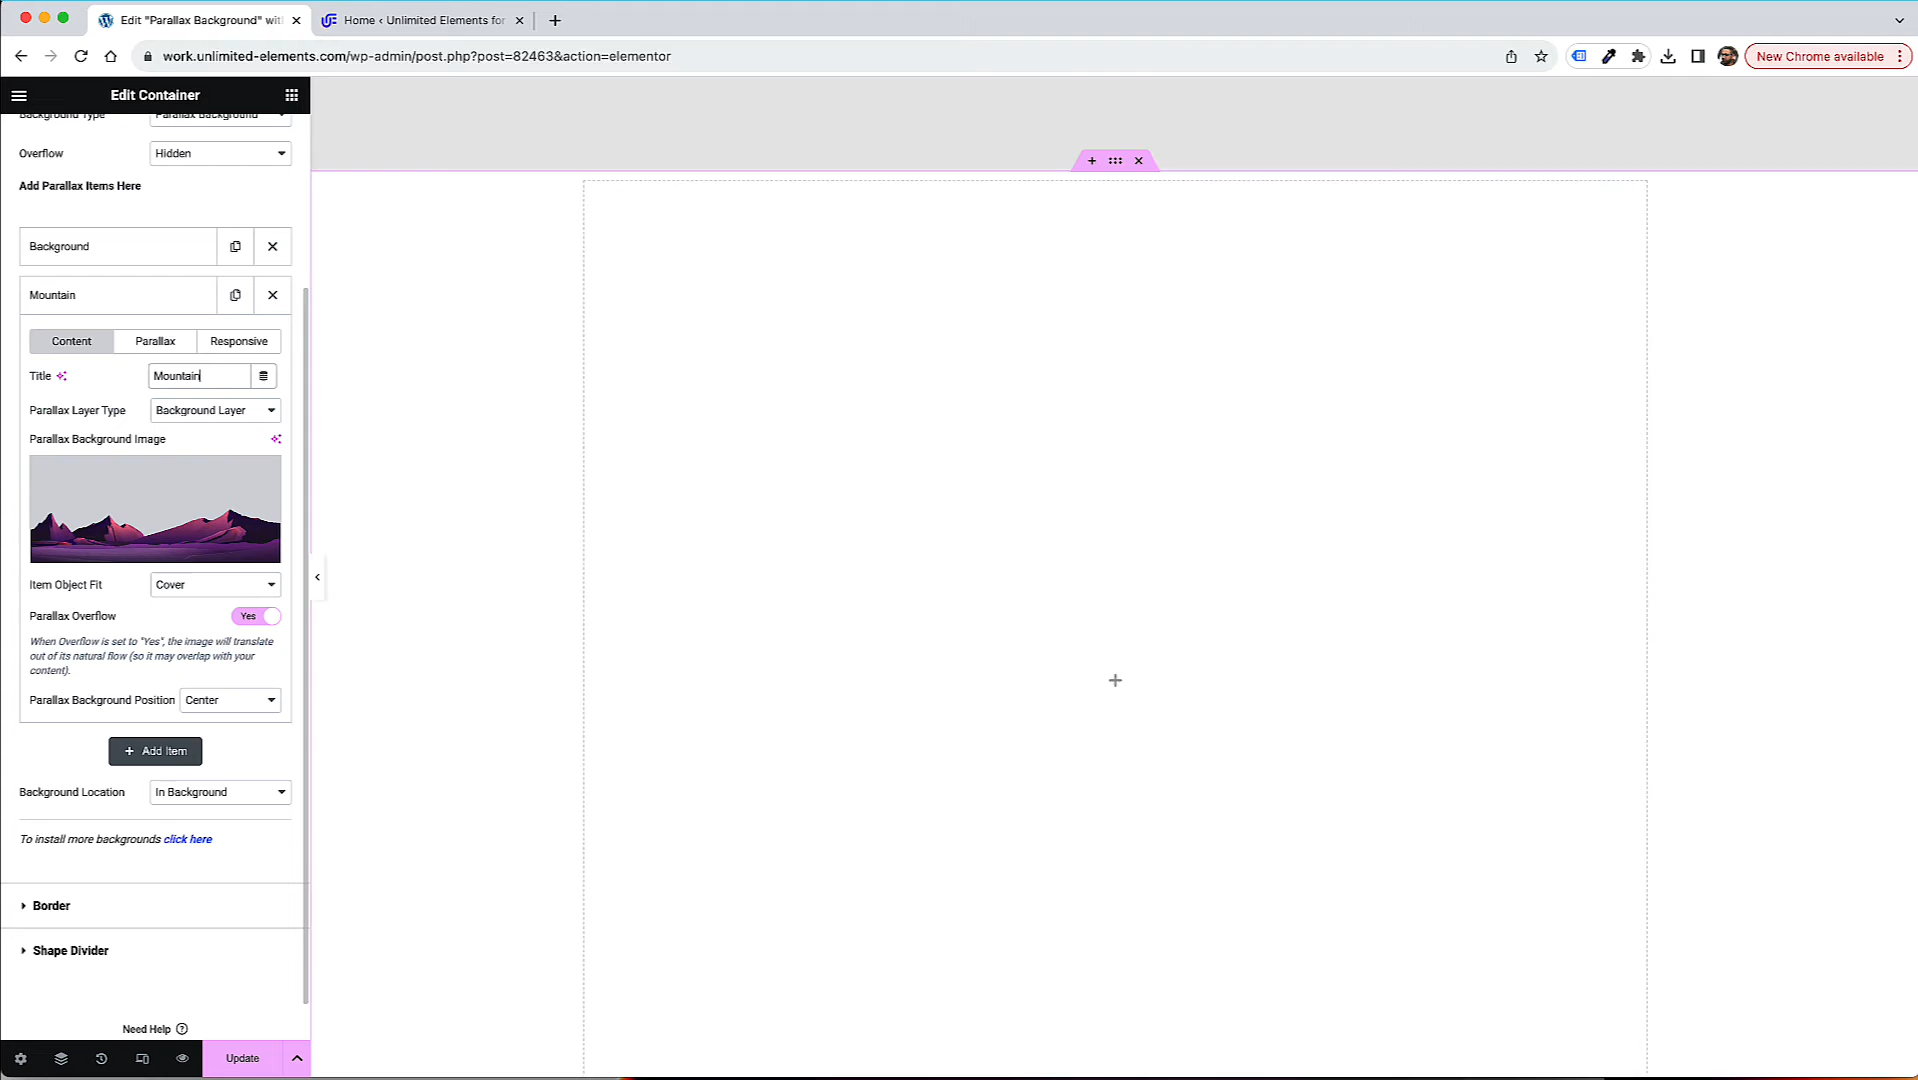 Edit "Parallax Background" wit
Home ‹ Unlimited Elements for
work.unlimited-elements.com/wp-admin/post.php?post=82463&action=elementor
New Chrome available
Edit Container
Background Type
Parallax Background
Overflow
Hidden
Add Parallax Items Here
Background
Mountain
Content
Parallax
Responsive
Title
Mountain
Parallax Layer Type
Background Layer
Parallax Background Image
Item Object Fit
Cover
Parallax Overflow
Yes
When Overflow is set to "Yes", the image will translate
out of its natural flow (so it may overlap with your
content).
Parallax Background Position
Center
+ Add Item
Background Location
In Background
To install more backgrounds click here
Border
Shape Divider
Need Help
Update